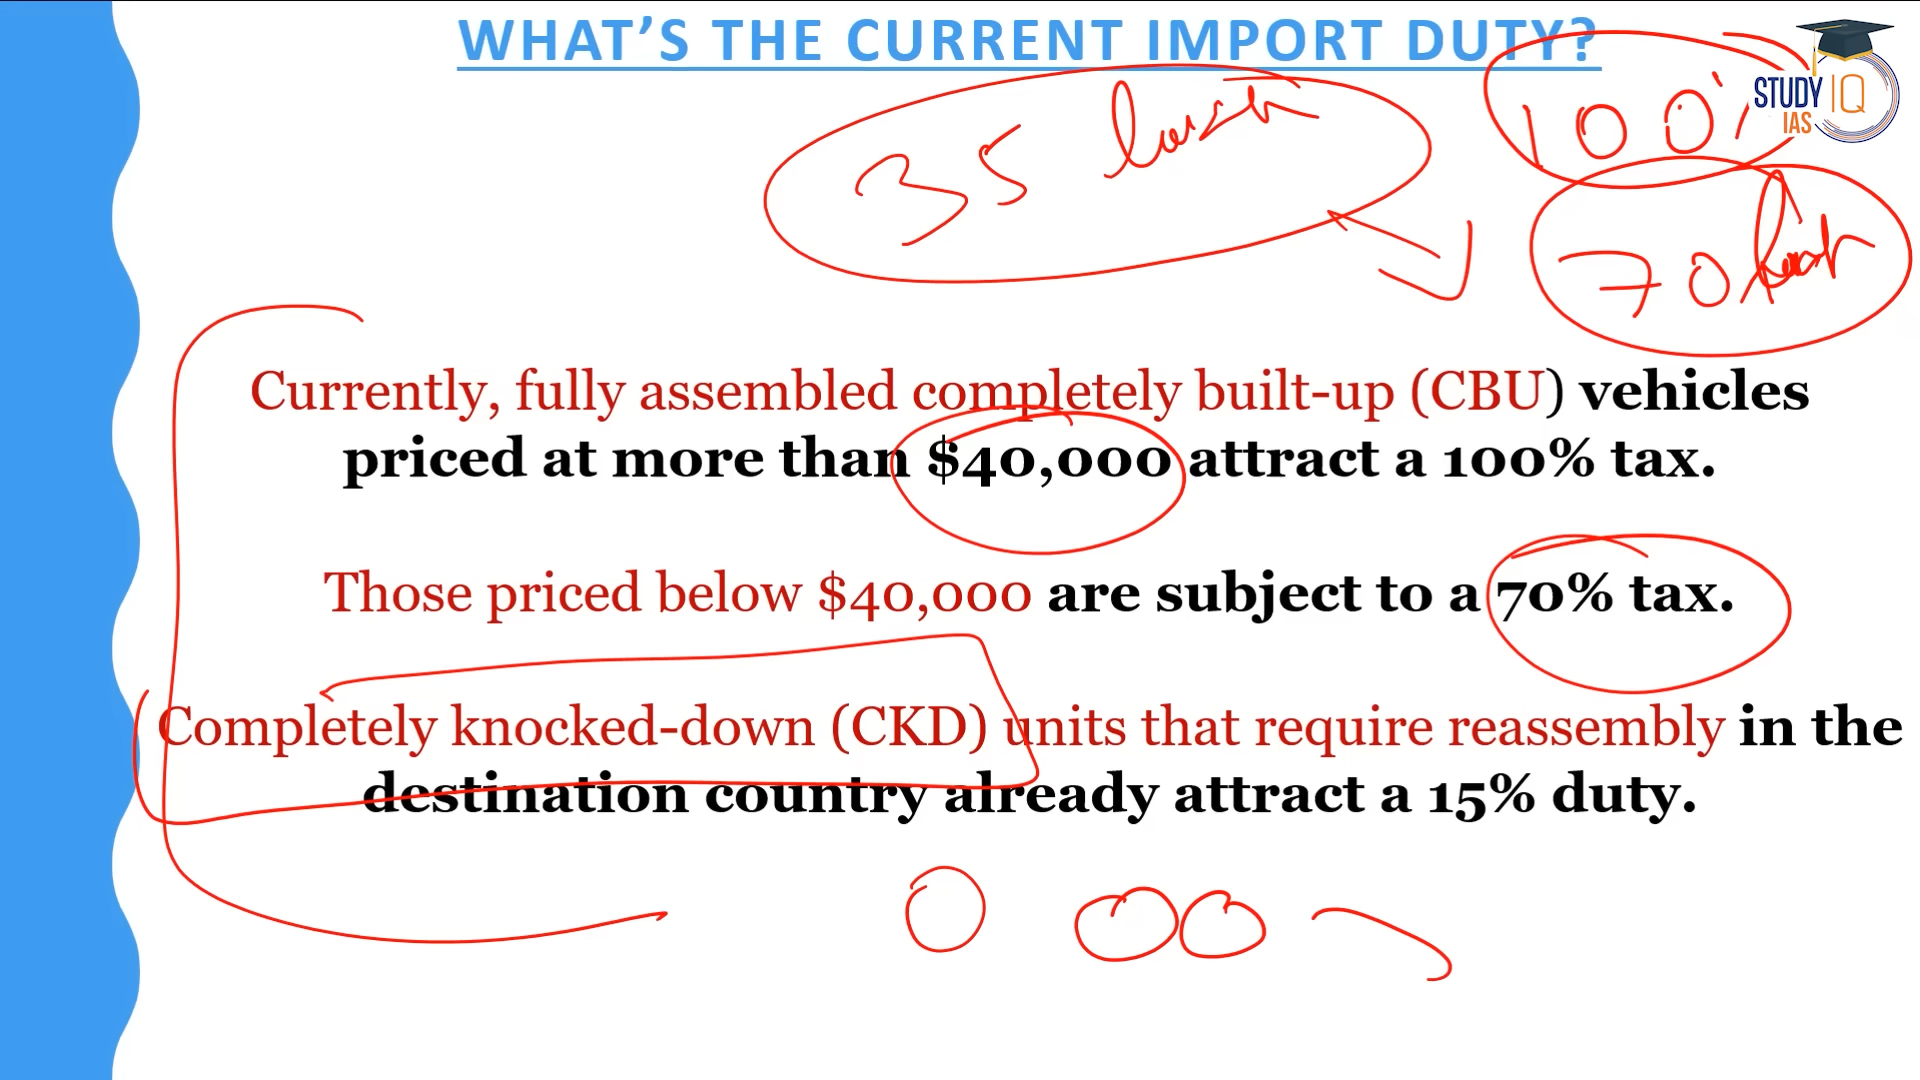 WHAT'S THE CURRENT IMPORT DUTY?
STUDY IQ
IAS
35 lakh
100%
70 lakh
Currently, fully assembled completely built-up (CBU) vehicles
priced at more than $40,000 attract a 100% tax.
Those priced below $40,000 are subject to a 70% tax.
Completely knocked-down (CKD) units that require reassembly in the
destination country already attract a 15% duty.